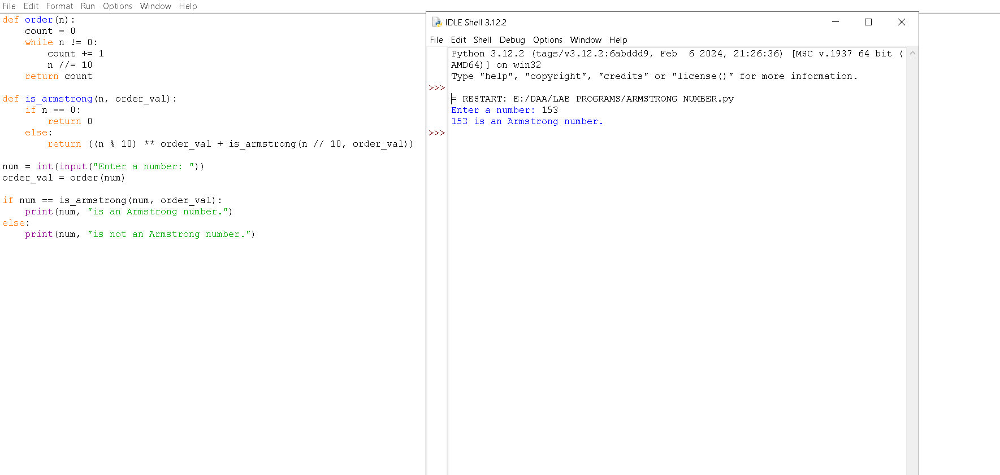 File Edit Format Run Options Window Help
def order(n):
    count = 0
    while n != 0:
        count += 1
        n //= 10
    return count

def is_armstrong(n, order_val):
    if n == 0:
        return 0
    else:
        return ((n % 10) ** order_val + is_armstrong(n // 10, order_val))

num = int(input("Enter a number: "))
order_val = order(num)

if num == is_armstrong(num, order_val):
    print(num, "is an Armstrong number.")
else:
    print(num, "is not an Armstrong number.")
IDLE Shell 3.12.2
File Edit Shell Debug Options Window Help
Python 3.12.2 (tags/v3.12.2:6abddd9, Feb  6 2024, 21:26:36) [MSC v.1937 64 bit (
AMD64)] on win32
Type "help", "copyright", "credits" or "license()" for more information.
>>>
= RESTART: E:/DAA/LAB PROGRAMS/ARMSTRONG NUMBER.py
Enter a number: 153
153 is an Armstrong number.
>>>